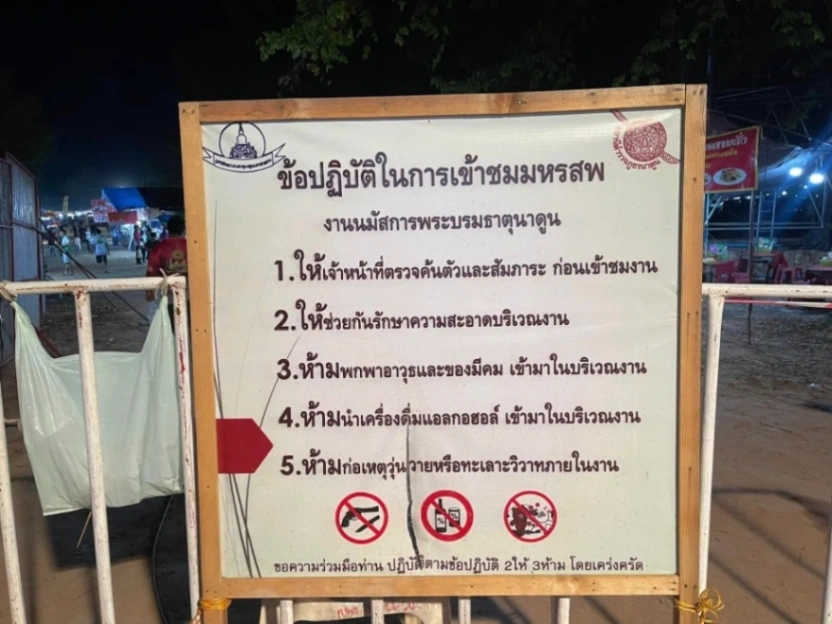 ข้อปฏิบัติในการเข้าชมมหรสพ
งานนมัสการพระบรมธาตุนาดูน
1.ให้เจ้าหน้าที่ตรวจค้นตัวและสัมภาระ ก่อนเข้าชมงาน
2.ให้ช่วยกันรักษาความสะอาดบริเวณงาน
3.ห้ามพกพาอาวุธและของมีคม เข้ามาในบริเวณงาน
4.ห้ามนำเครื่องดื่มแอลกอฮอล์ เข้ามาในบริเวณงาน
5.ห้ามก่อเหตุวุ่นวายหรือทะเลาะวิวาทภายในงาน
ขอความร่วมมือท่าน ปฏิบัติตามข้อปฏิบัติ 2ให้ 3ห้าม โดยเคร่งครัด